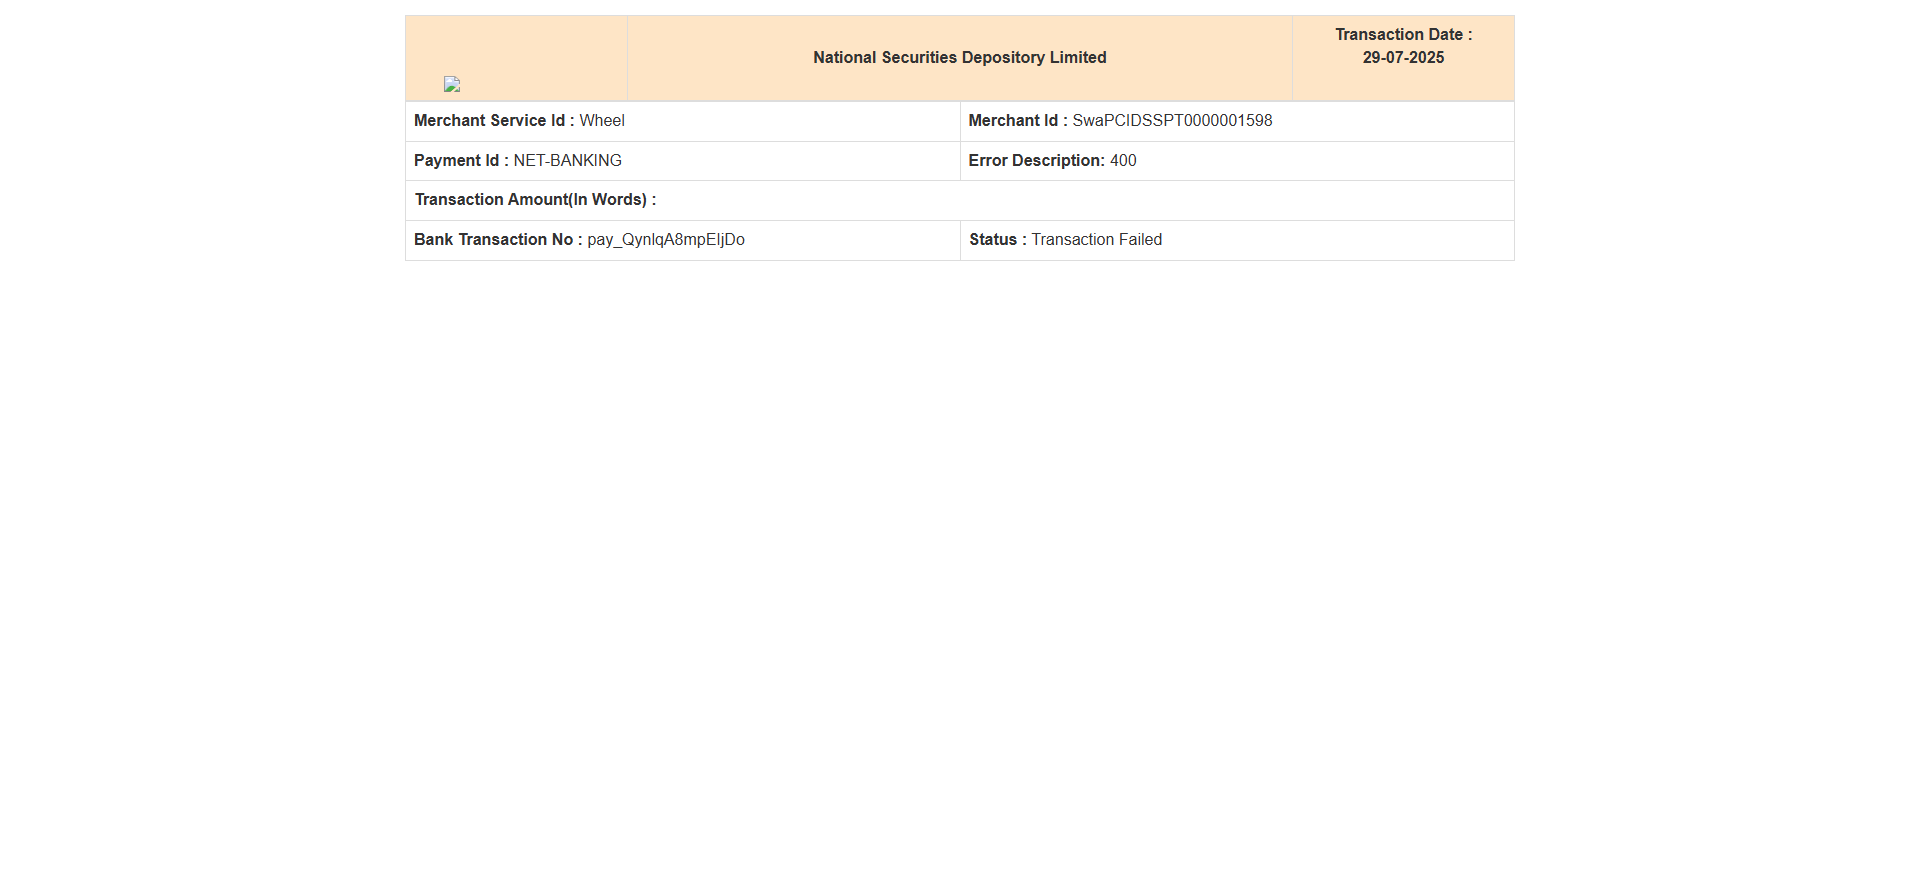 Transaction Date :
National Securities Depository Limited
29-07-2025
Merchant Service Id : Wheel
Merchant Id : SwaPCIDSSPT0000001598
Payment Id : NET-BANKING
Error Description: 400
Transaction Amount(In Words) :
Bank Transaction No : pay_QynlqA8mpEIjDo
Status : Transaction Failed